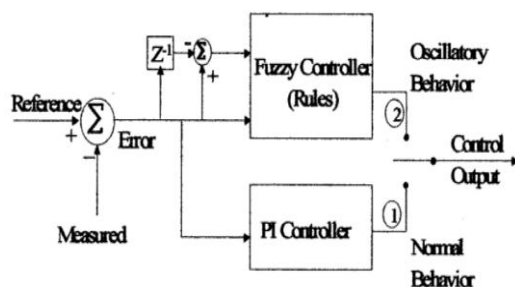 Z-1
-
Σ
+
Fuzzy Controller
(Rules)
Oscillatory
Behavior
2
Reference
+
Σ
Error
-
Control
Output
Measured
PI Controller
1
Normal
Behavior